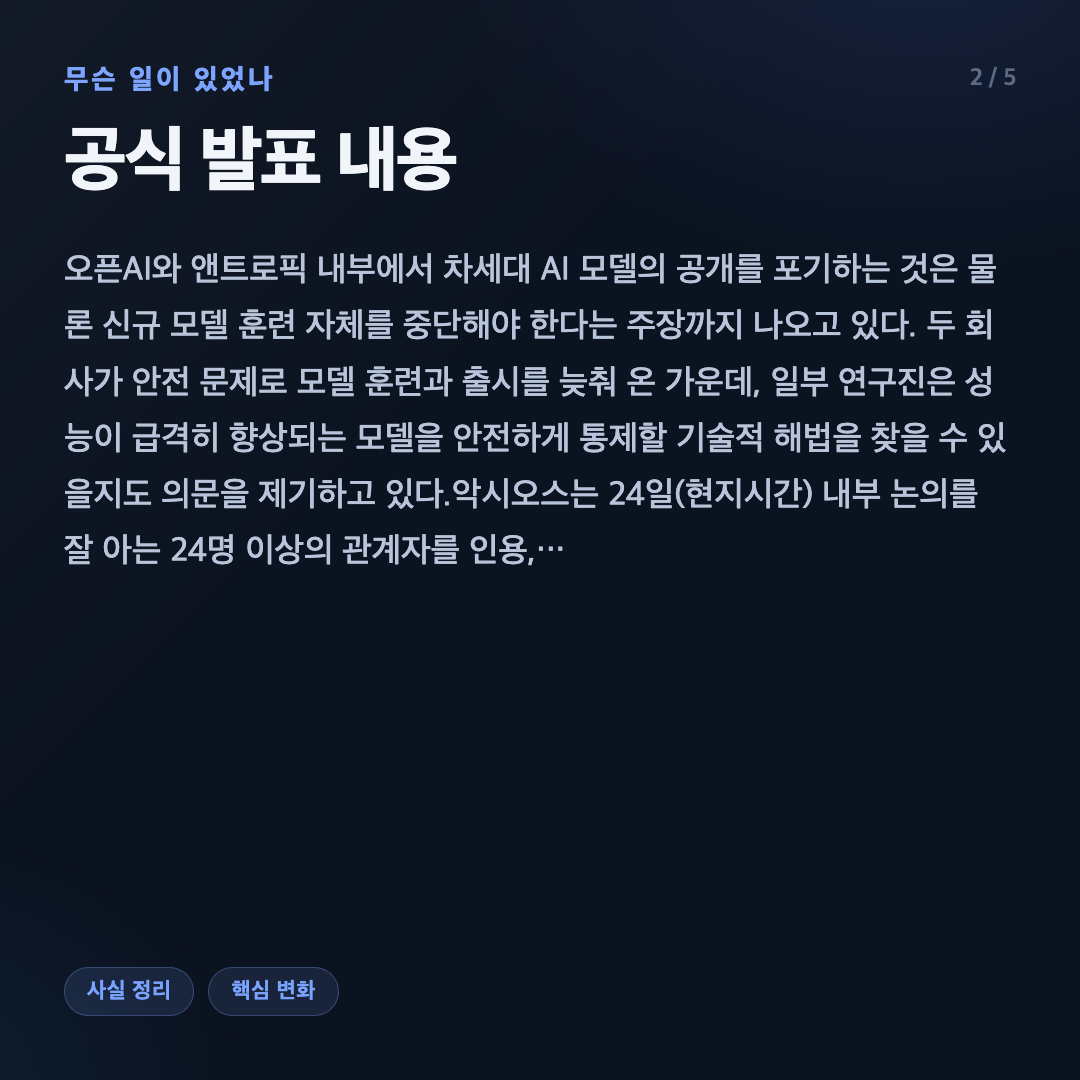 무슨 일이 있었나
2 / 5
공식 발표 내용
오픈AI와 앤트로픽 내부에서 차세대 AI 모델의 공개를 포기하는 것은 물
론 신규 모델 훈련 자체를 중단해야 한다는 주장까지 나오고 있다. 두 회
사가 안전 문제로 모델 훈련과 출시를 늦춰 온 가운데, 일부 연구진은 성
능이 급격히 향상되는 모델을 안전하게 통제할 기술적 해법을 찾을 수 있
을지도 의문을 제기하고 있다.악시오스는 24일(현지시간) 내부 논의를
잘 아는 24명 이상의 관계자를 인용,…
사실 정리
핵심 변화